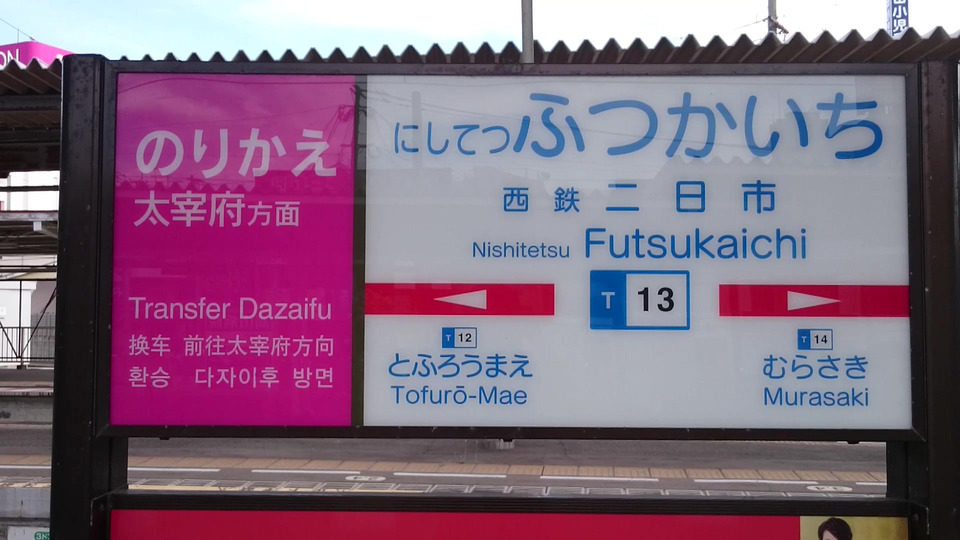 ON
小児
のりかえ
太宰府方面
Transfer Dazaifu
换车 前往太宰府方向
환승 다자이후 방면
にしてつふつかいち
西鉄二日市
Nishitetsu Futsukaichi
T 13
T 12
とふろうまえ
Tofurō-Mae
T 14
むらさき
Murasaki